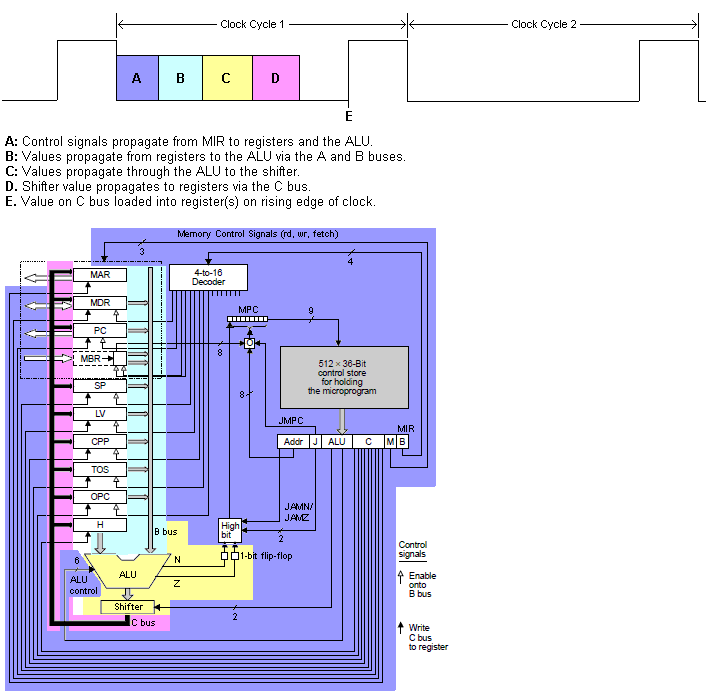 Clock Cycle 1
Clock Cycle 2
A
B
C
D
E
A: Control signals propagate from MIR to registers and the ALU.
B: Values propagate from registers to the ALU via the A and B buses.
C: Values propagate through the ALU to the shifter.
D. Shifter value propagates to registers via the C bus.
E. Value on C bus loaded into register(s) on rising edge of clock.
Memory Control Signals (rd, wr, fetch)
3
4
MAR
4-to-16
Decoder
MDR
MPC
9
PC
8
MBR
512 × 36-Bit
control store
for holding
the microprogram
SP
8
LV
JMPC
MIR
CPP
Addr
J
ALU
C
M
B
TOS
OPC
JAMN/
JAMZ
H
High
bit
2
B bus
Control
signals
6
N
1-bit flip-flop
ALU
ALU
control
Z
Enable
onto
B bus
Shifter
2
C bus
Write
C bus
to register